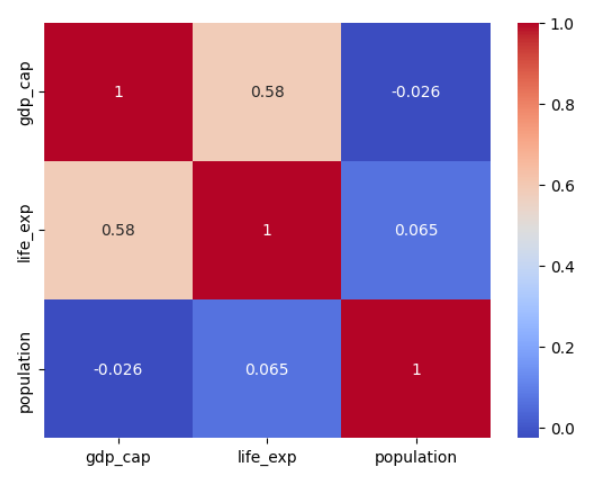 gdp_cap 1 0.58 -0.026
life_exp 0.58 1 0.065
population -0.026 0.065 1
gdp_cap life_exp population
1.0
0.8
0.6
0.4
0.2
0.0